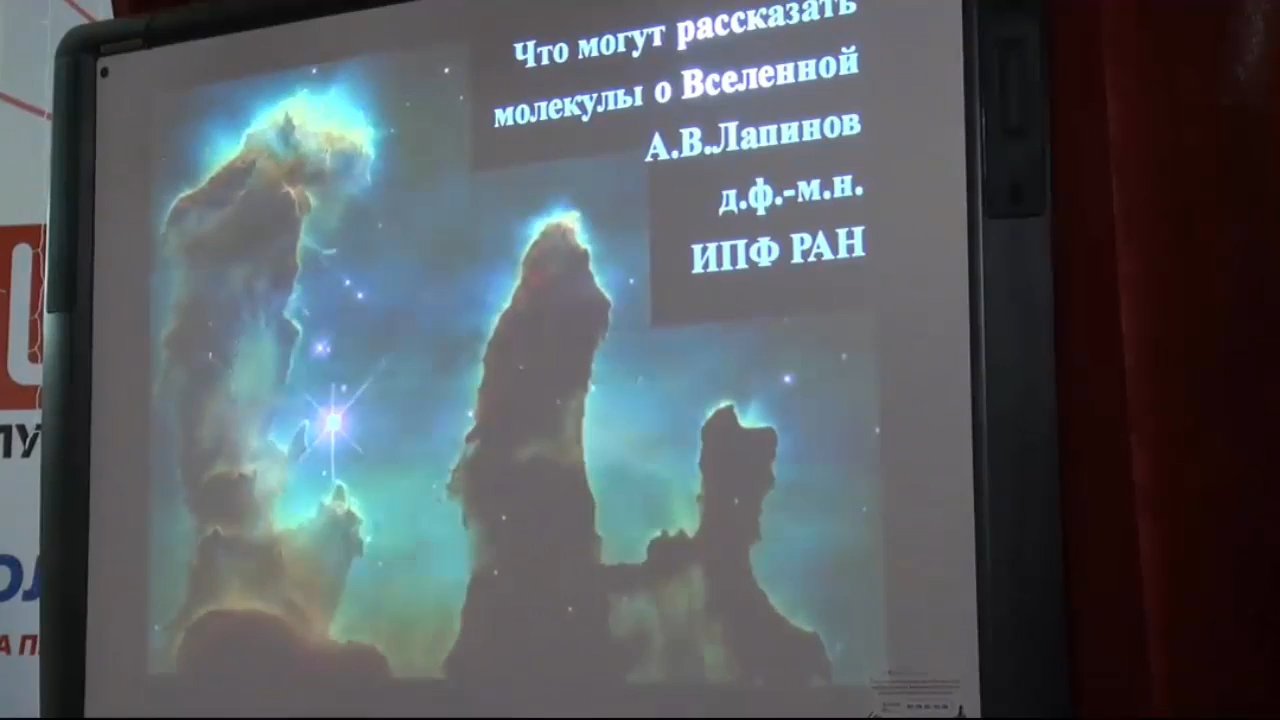 Что могут рассказать
молекулы о Вселенной
А.В.Лапинов
д.ф.-м.н.
ИПФ РАН